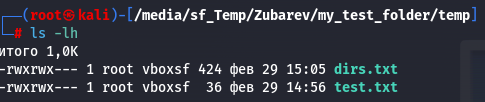 ┌──(root㉿kali)-[/media/sf_Temp/Zubarev/my_test_folder/temp]
└─# ls -lh
итого 1,0K
-rwxrwx--- 1 root vboxsf 424 фев 29 15:05 dirs.txt
-rwxrwx--- 1 root vboxsf  36 фев 29 14:56 test.txt